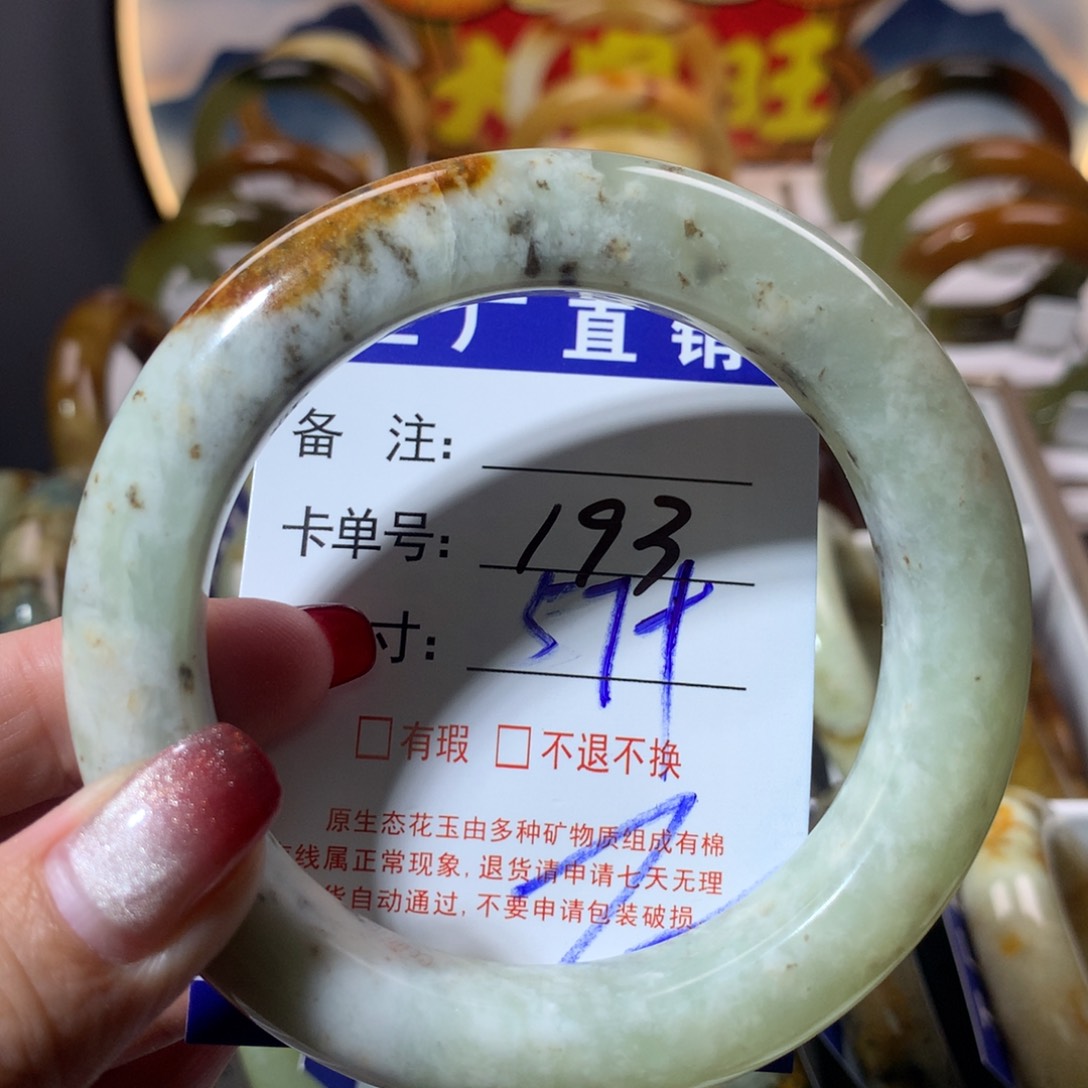 旺
厂直销
备 注:
卡单号: 193
寸: 57+
有瑕 不退不换
原生态花玉由多种矿物质组成有棉
线属正常现象,退货请申请七天无理
货自动通过,不要申请包装破损